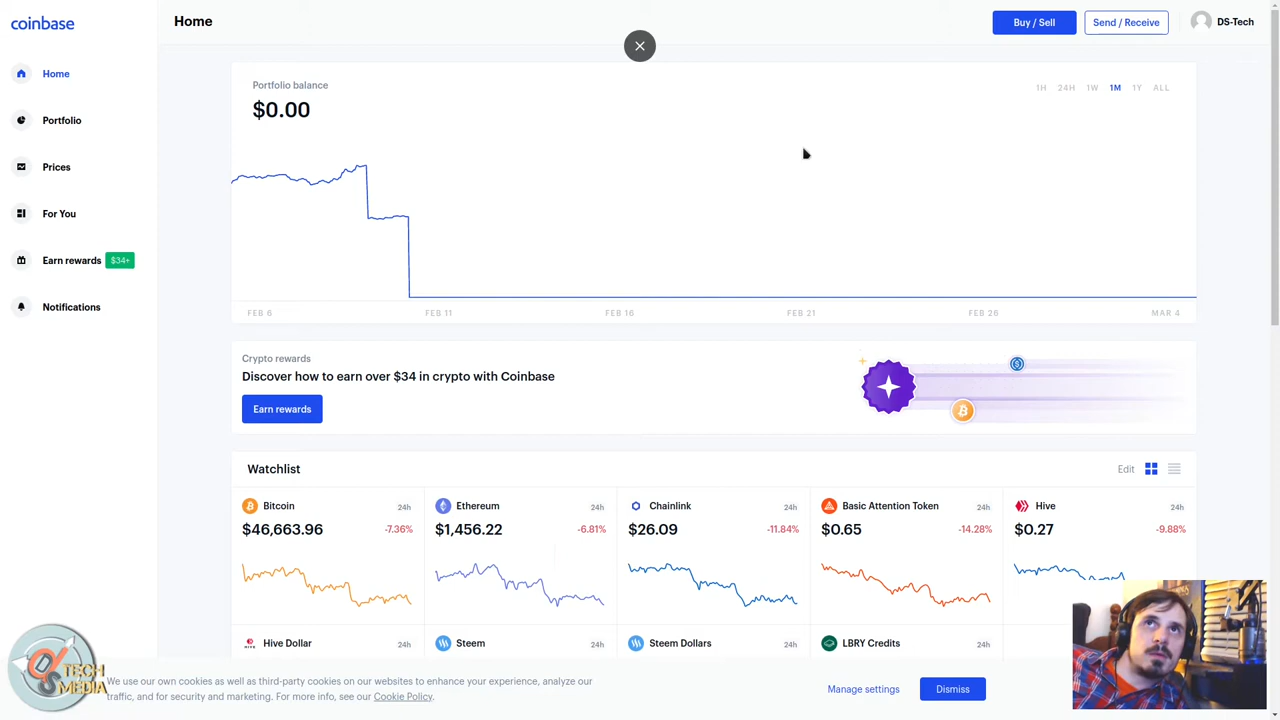 coinbase
Home
Buy / Sell
Send / Receive
DS-Tech
Home
Portfolio
Prices
For You
Earn rewards $34+
Notifications
Portfolio balance
$0.00
1H 24H 1W 1M 1Y ALL
FEB 6 FEB 11 FEB 16 FEB 21 FEB 26 MAR 4
Crypto rewards
Discover how to earn over $34 in crypto with Coinbase
Earn rewards
Watchlist
Edit
Bitcoin 24h
$46,663.96 -7.36%
Ethereum 24h
$1,456.22 -6.81%
Chainlink 24h
$26.09 -11.84%
Basic Attention Token 24h
$0.65 -14.28%
Hive 24h
$0.27 -9.88%
Hive Dollar 24h
Steem 24h
Steem Dollars 24h
LBRY Credits 24h
TECH
MEDIA
We use our own cookies as well as third-party cookies on our websites to enhance your experience, analyze our
traffic, and for security and marketing. For more info, see our Cookie Policy.
Manage settings
Dismiss